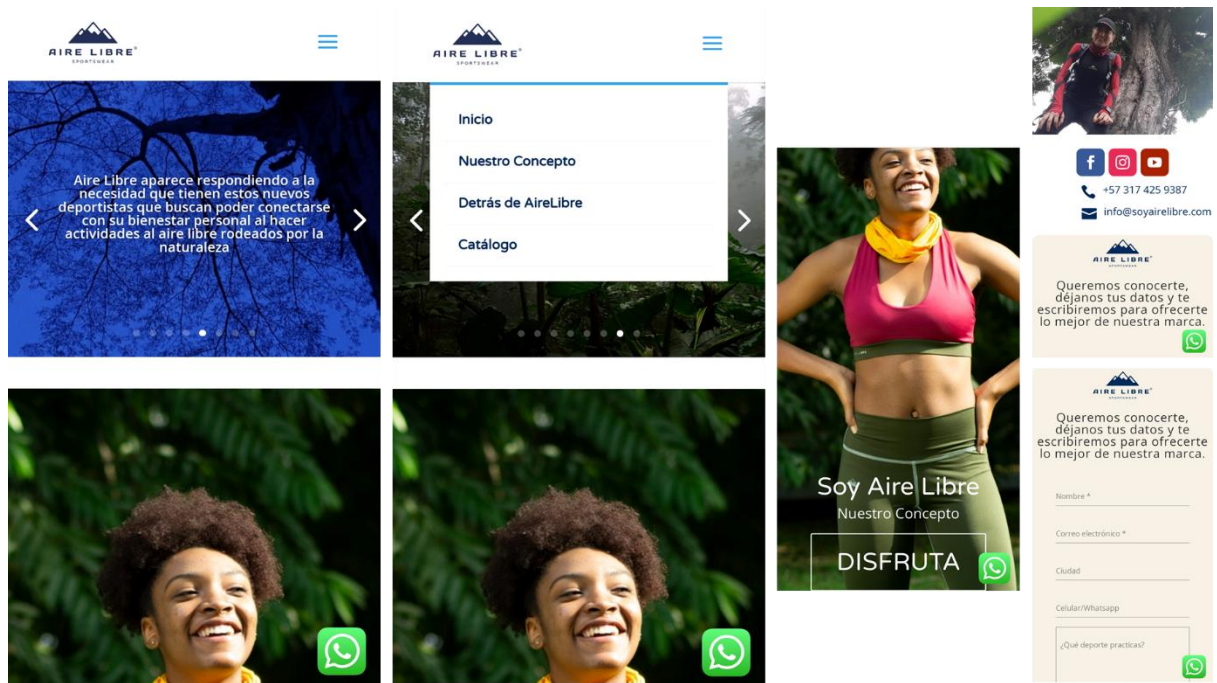 AIRE LIBRE®
SPORTSWEAR
Aire Libre aparece respondiendo a la
necesidad que tienen estos nuevos
deportistas que buscan poder conectarse
con su bienestar personal al hacer
actividades al aire libre rodeados por la
naturaleza
AIRE LIBRE®
SPORTSWEAR
Inicio
Nuestro Concepto
Detrás de AireLibre
Catálogo
Soy Aire Libre
Nuestro Concepto
DISFRUTA
+57 317 425 9387
info@soyairelibre.com
AIRE LIBRE®
SPORTSWEAR
Queremos conocerte,
déjanos tus datos y te
escribiremos para ofrecerte
lo mejor de nuestra marca.
AIRE LIBRE®
SPORTSWEAR
Queremos conocerte,
déjanos tus datos y te
escribiremos para ofrecerte
lo mejor de nuestra marca.
Nombre *
Correo electrónico *
Ciudad
Celular/Whatsapp
¿Qué deporte practicas?